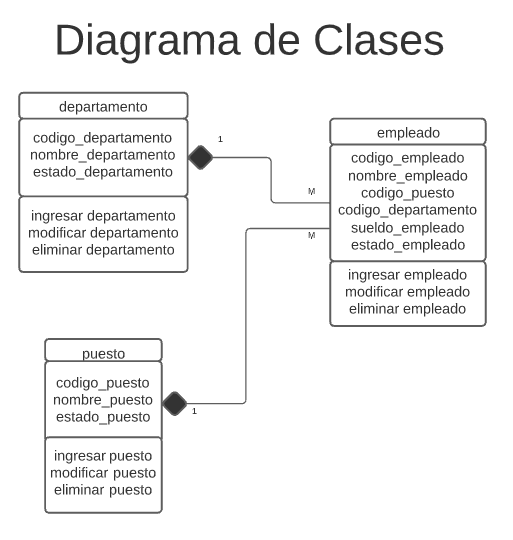 Diagrama de Clases
departamento
codigo_departamento
nombre_departamento
estado_departamento
ingresar departamento
modificar departamento
eliminar departamento
1
M
empleado
codigo_empleado
nombre_empleado
codigo_puesto
codigo_departamento
sueldo_empleado
estado_empleado
ingresar empleado
modificar empleado
eliminar empleado
M
1
puesto
codigo_puesto
nombre_puesto
estado_puesto
ingresar puesto
modificar puesto
eliminar puesto